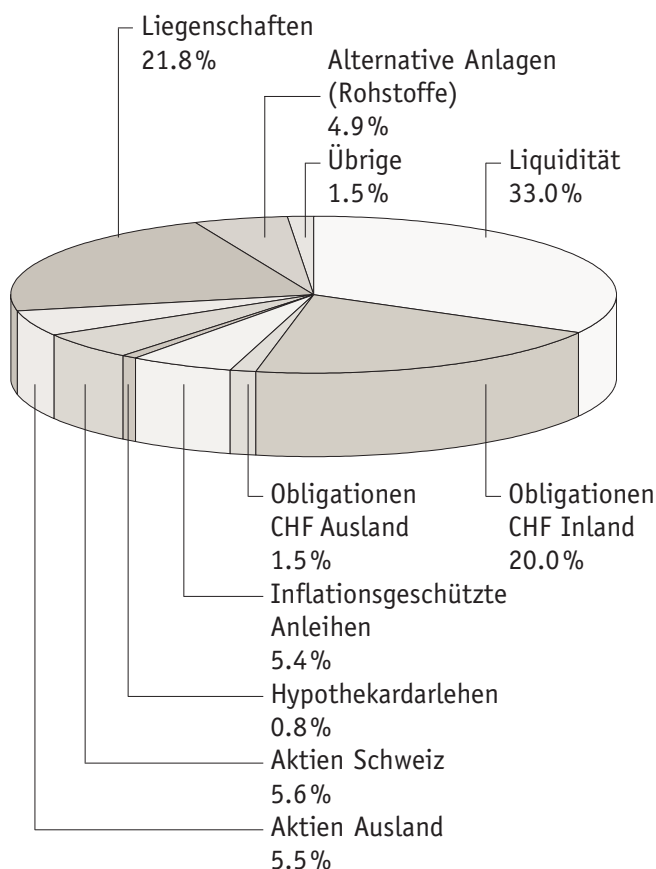 Liegenschaften
21.8%
Alternative Anlagen
(Rohstoffe)
4.9%
Übrige
1.5%
Liquidität
33.0%
Obligationen
CHF Ausland
1.5%
Obligationen
CHF Inland
20.0%
Inflationsgeschützte
Anleihen
5.4%
Hypothekardarlehen
0.8%
Aktien Schweiz
5.6%
Aktien Ausland
5.5%